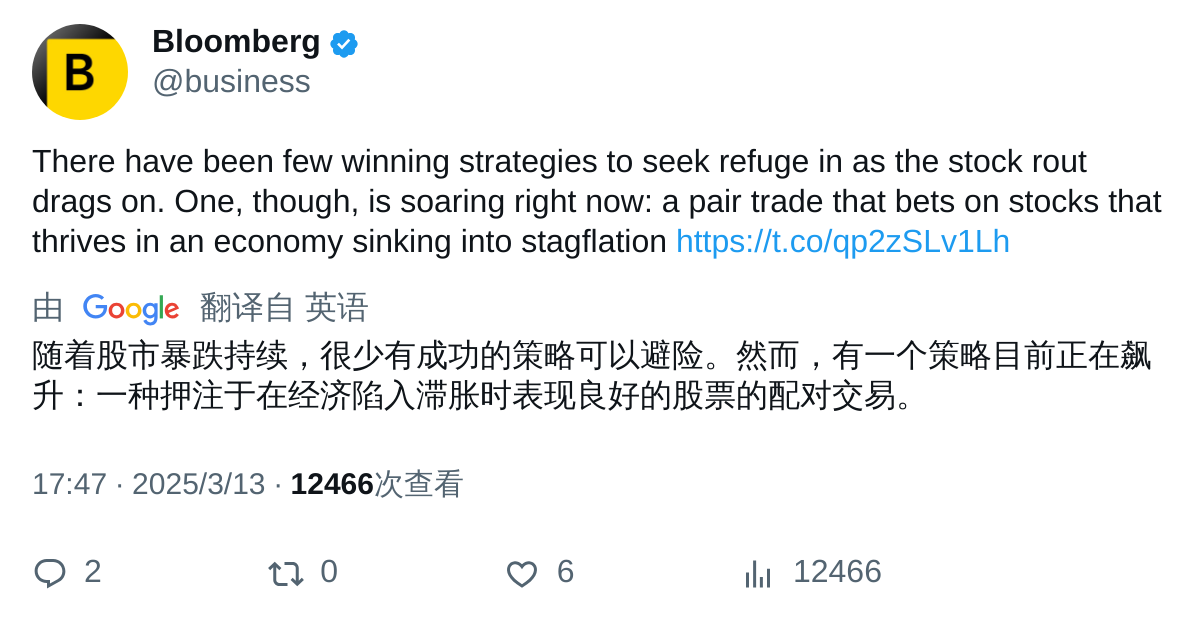 B
Bloomberg
@business
There have been few winning strategies to seek refuge in as the stock rout
drags on. One, though, is soaring right now: a pair trade that bets on stocks that
thrives in an economy sinking into stagflation https://t.co/qp2zSLv1Lh
由 Google 翻译自 英语
随着股市暴跌持续，很少有成功的策略可以避险。然而，有一个策略目前正在飙
升：一种押注于在经济陷入滞胀时表现良好的股票的配对交易。
17:47 · 2025/3/13 · 12466次查看
2 0 6 12466